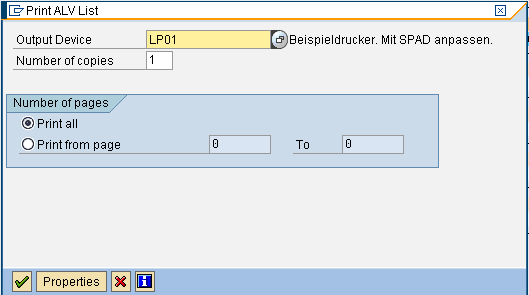 Print ALV List
Output Device LP01 Beispieldrucker. Mit SPAD anpassen.
Number of copies 1
Number of pages
Print all
Print from page 0 To 0
Properties